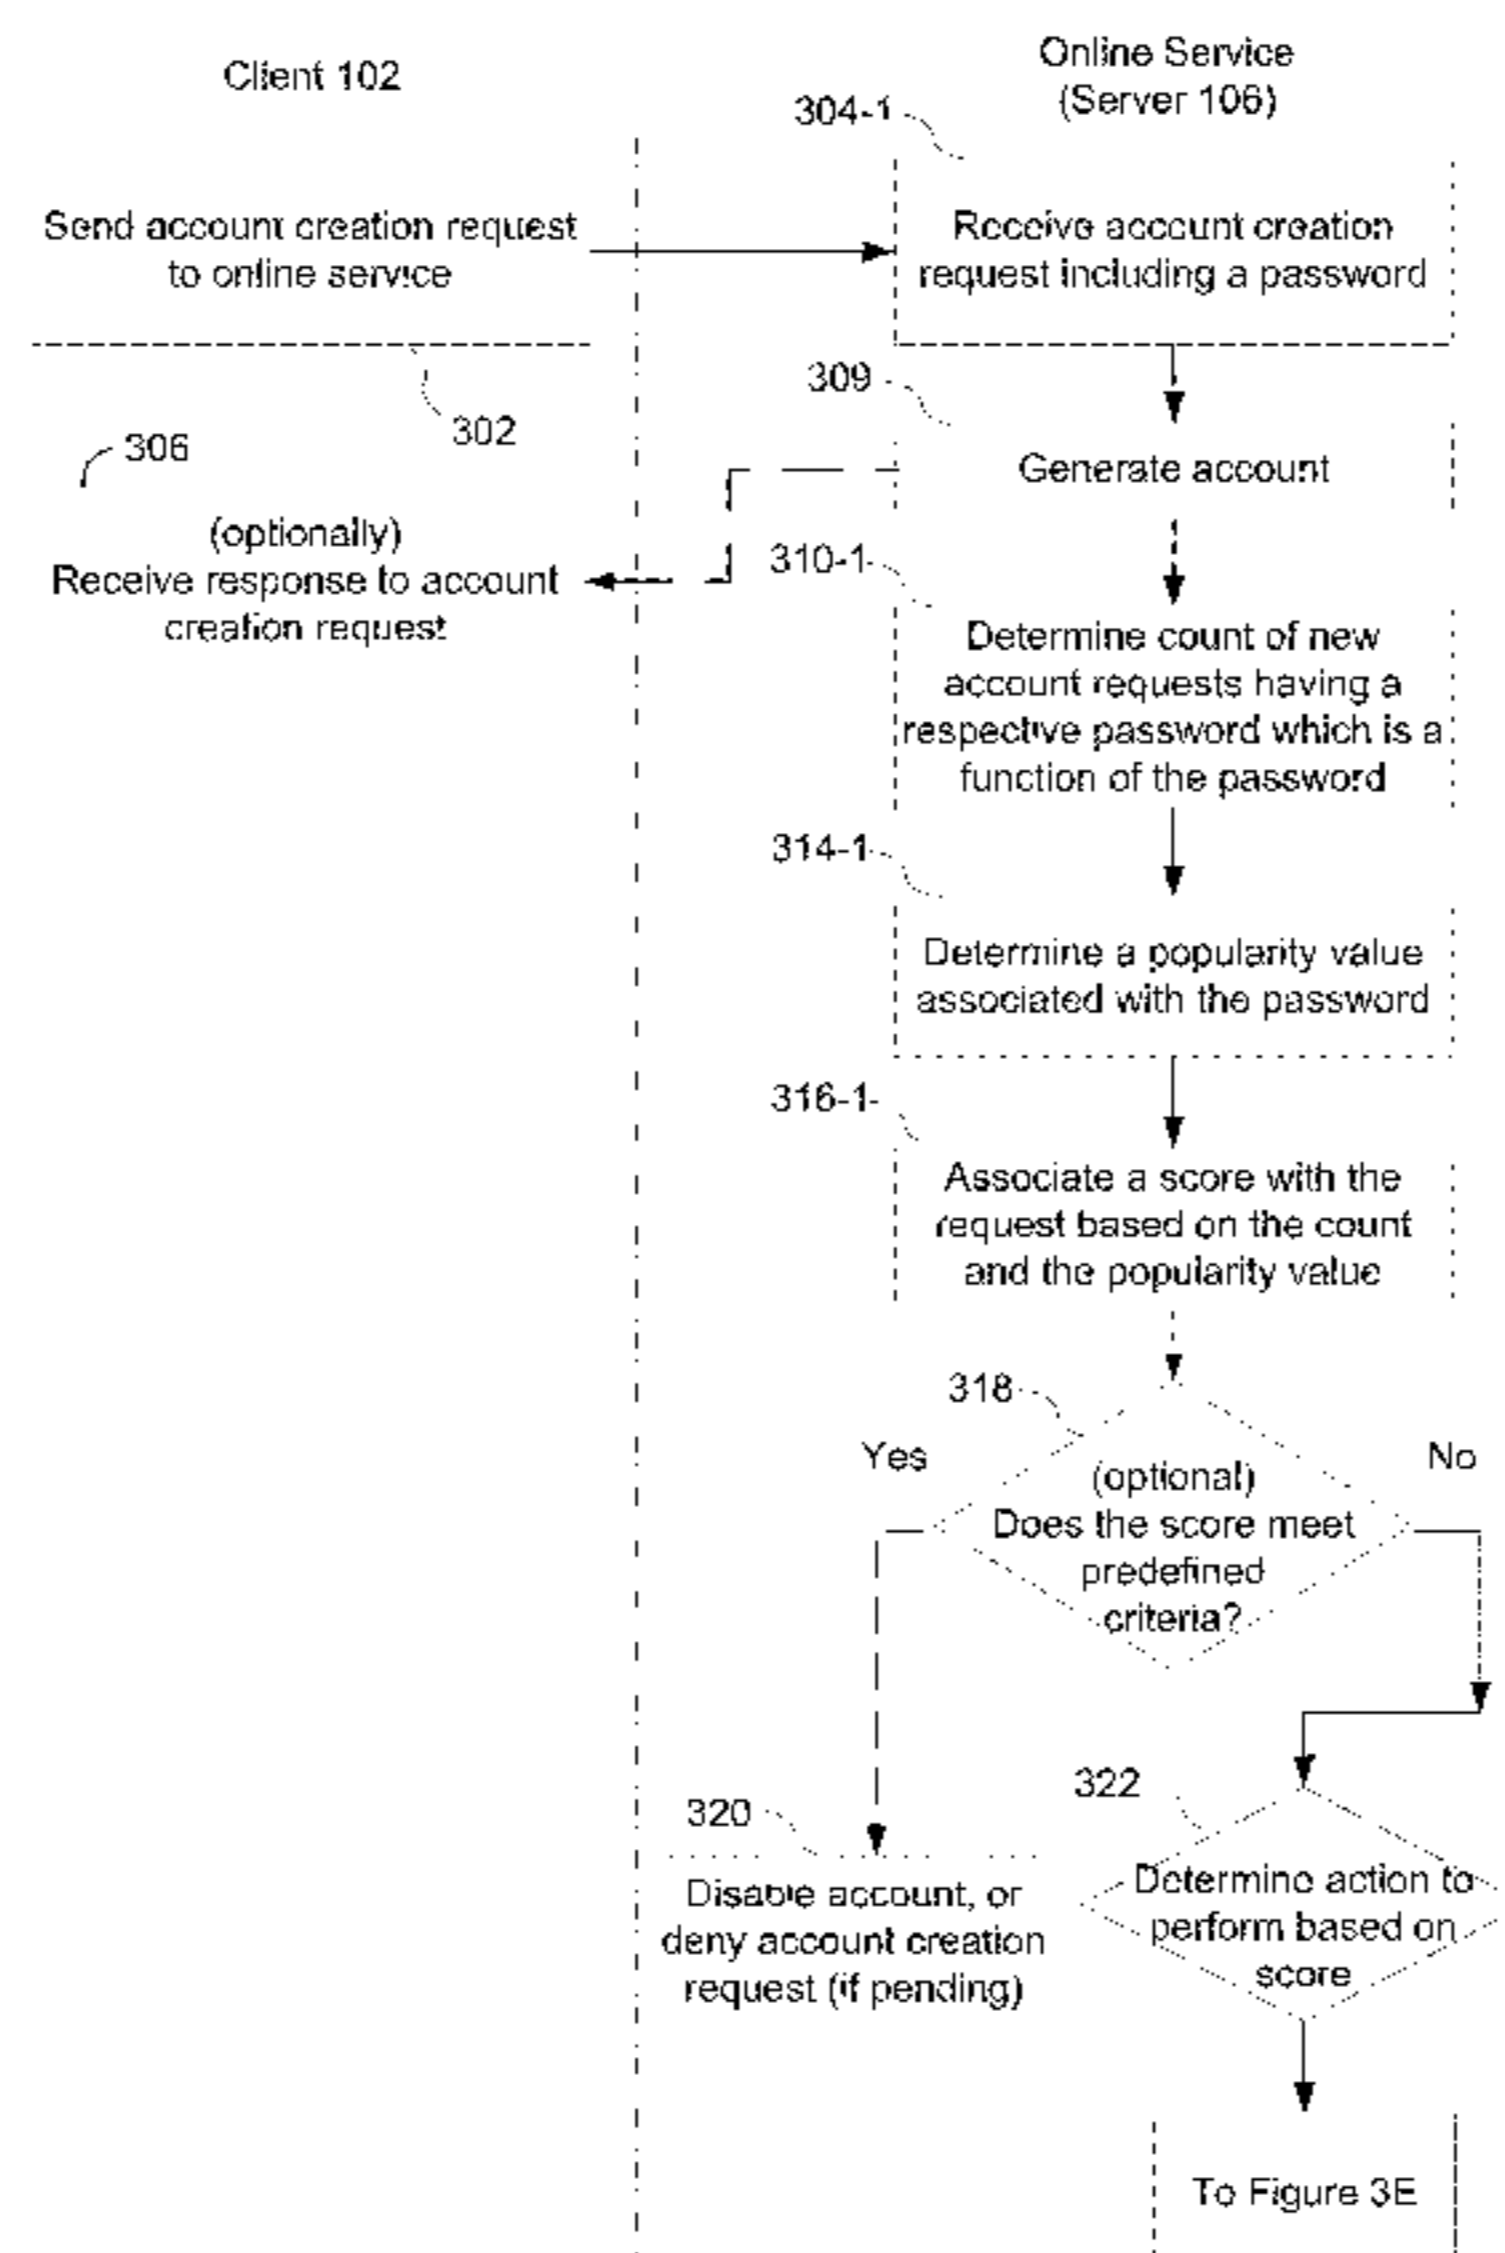 Client 102
Online Service
(Server 106)
304-1
Send account creation request
to online service
Receive account creation
request including a password
302
309
306
Generate account
(optionally)
Receive response to account
creation request
310-1
Determine count of new
account requests having a
respective password which is a
function of the password
314-1
Determine a popularity value
associated with the password
316-1
Associate a score with the
request based on the count
and the popularity value
318
Yes
No
(optional)
Does the score meet
predefined
criteria?
320
322
Disable account, or
deny account creation
request (if pending)
Determine action to
perform based on
score
To Figure 3E